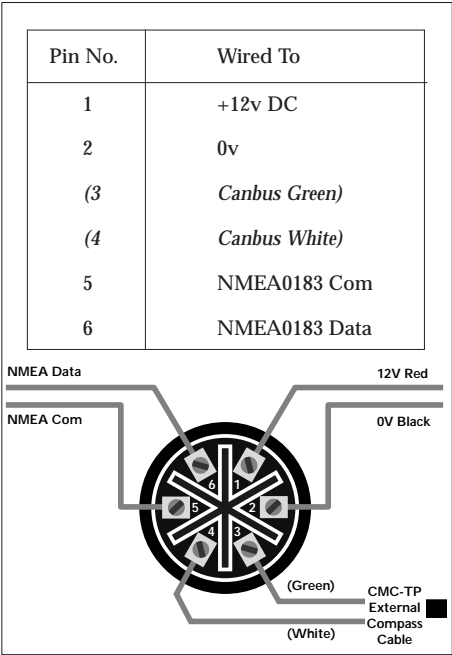 Pin No. Wired To
1 +12v DC
2 0v
(3 Canbus Green)
(4 Canbus White)
5 NMEA0183 Com
6 NMEA0183 Data
NMEA Data
12V Red
NMEA Com
0V Black
6 1
5 2
4 3
(Green)
(White)
CMC-TP
External
Compass
Cable